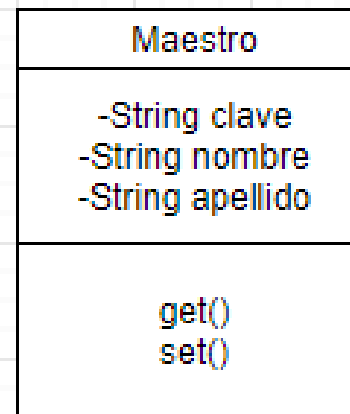 Maestro
-String clave
-String nombre
-String apellido
get()
set()